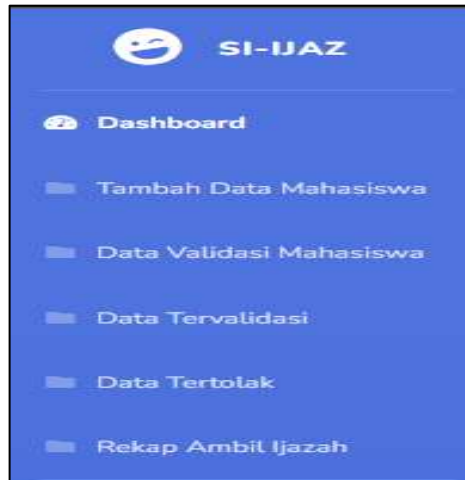 SI-IJAZ
Dashboard
Tambah Data Mahasiswa
Data Validasi Mahasiswa
Data Tervalidasi
Data Tertolak
Rekap Ambil Ijazah